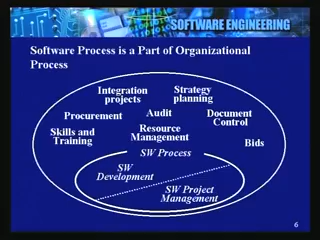 SOFTWARE ENGINEERING
Software Process is a Part of Organizational
Process
Integration
projects
Strategy
planning
Procurement
Audit
Document
Control
Skills and
Training
Resource
Management
Bids
SW Process
SW
Development
SW Project
Management
6